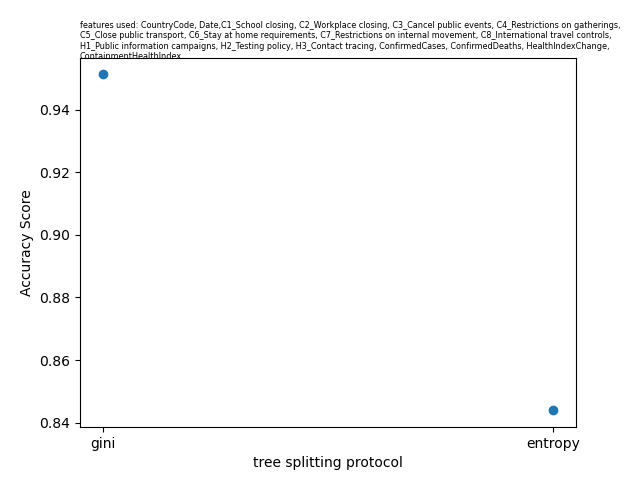 features used: CountryCode, Date,C1_School closing, C2_Workplace closing, C3_Cancel public events, C4_Restrictions on gatherings,
C5_Close public transport, C6_Stay at home requirements, C7_Restrictions on internal movement, C8_International travel controls,
H1_Public information campaigns, H2_Testing policy, H3_Contact tracing, ConfirmedCases, ConfirmedDeaths, HealthIndexChange,
ContainmentHealthIndex
0.94
0.92
0.90
0.88
0.86
0.84
Accuracy Score
gini entropy
tree splitting protocol